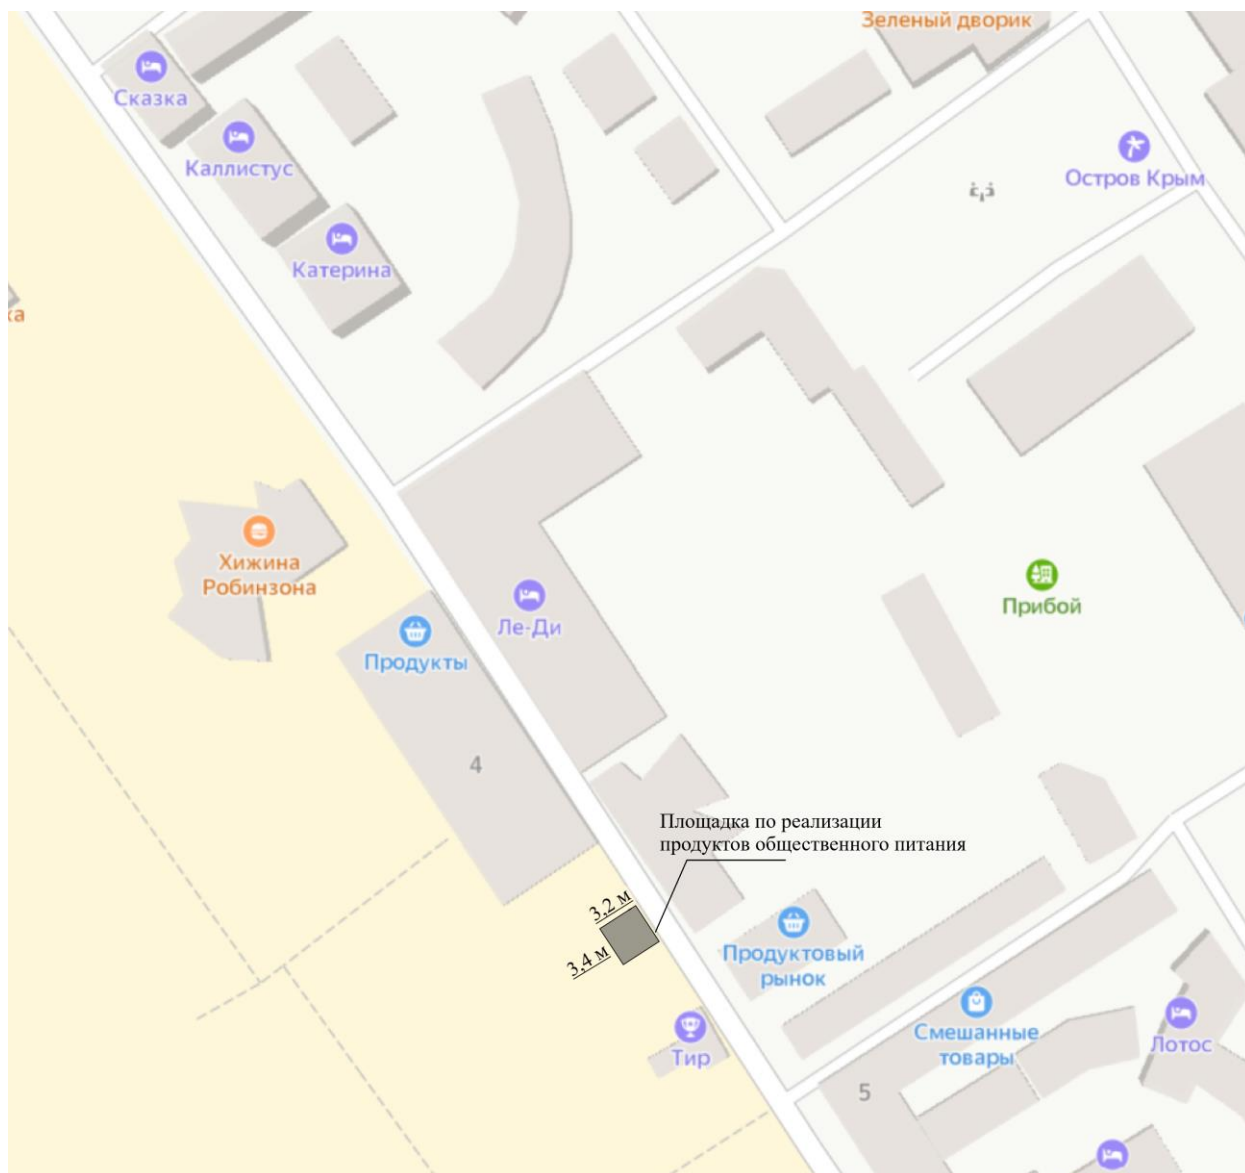 Зеленый дворик
Сказка
Каллистус
Остров Крым
Катерина
ка
Хижина
Робинзона
Ле-Ди
Прибой
Продукты
4
Площадка по реализации
продуктов общественного питания
3,2 м
3,4 м
Продуктовый
рынок
Смешанные
товары
Тир
Лотос
5